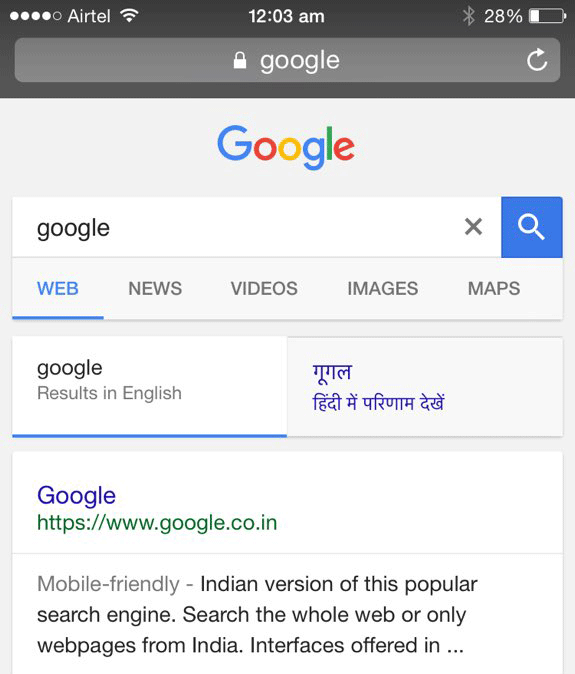 Airtel 12:03 am 28%
google
Google
google
WEB NEWS VIDEOS IMAGES MAPS
google
Results in English
गूगल
हिंदी में परिणाम देखें
Google
https://www.google.co.in
Mobile-friendly - Indian version of this popular
search engine. Search the whole web or only
webpages from India. Interfaces offered in ...